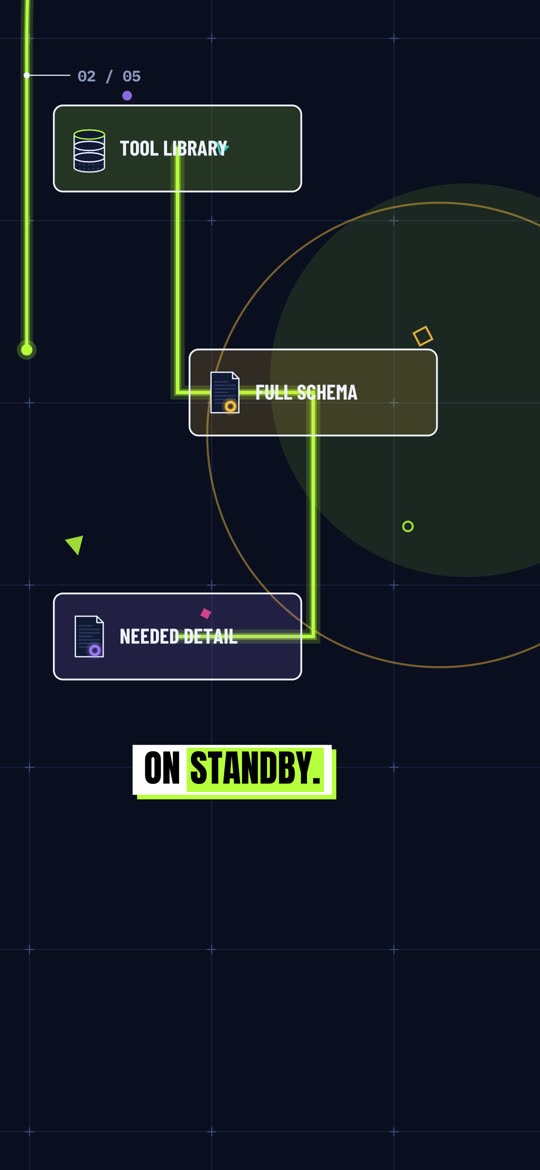 02 / 05
TOOL LIBRARY
FULL SCHEMA
NEEDED DETAIL
ON STANDBY.